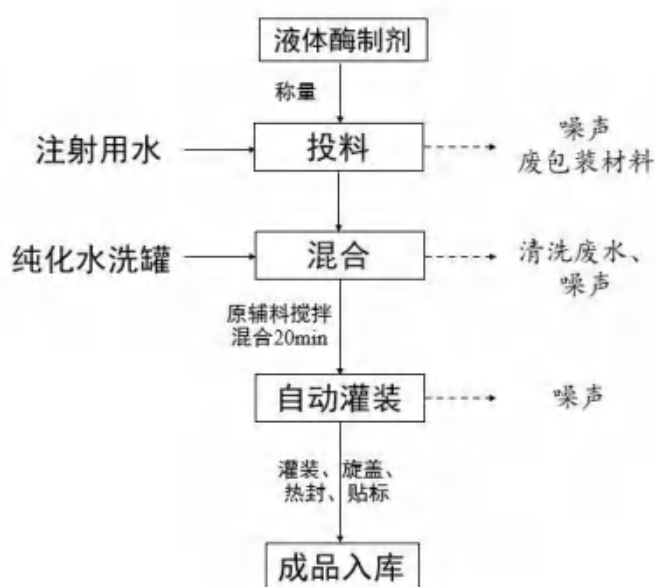 液体酶制剂
称量
注射用水
投料
噪声
废包装材料
纯化水洗罐
混合
清洗废水、
噪声
原辅料搅拌
混合20min
自动灌装
噪声
灌装、旋盖、
热封、贴标
成品入库